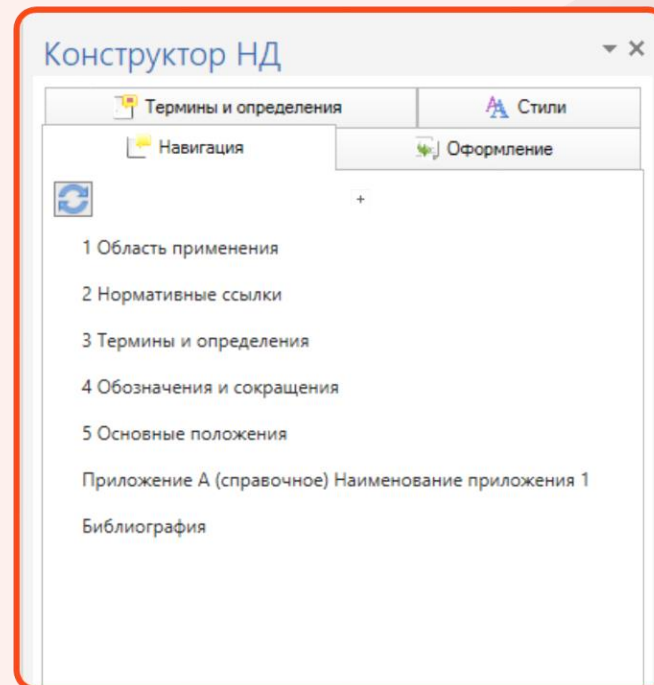 Конструктор НД
Термины и определения
Стили
Навигация
Оформление
1 Область применения
2 Нормативные ссылки
3 Термины и определения
4 Обозначения и сокращения
5 Основные положения
Приложение А (справочное) Наименование приложения 1
Библиография